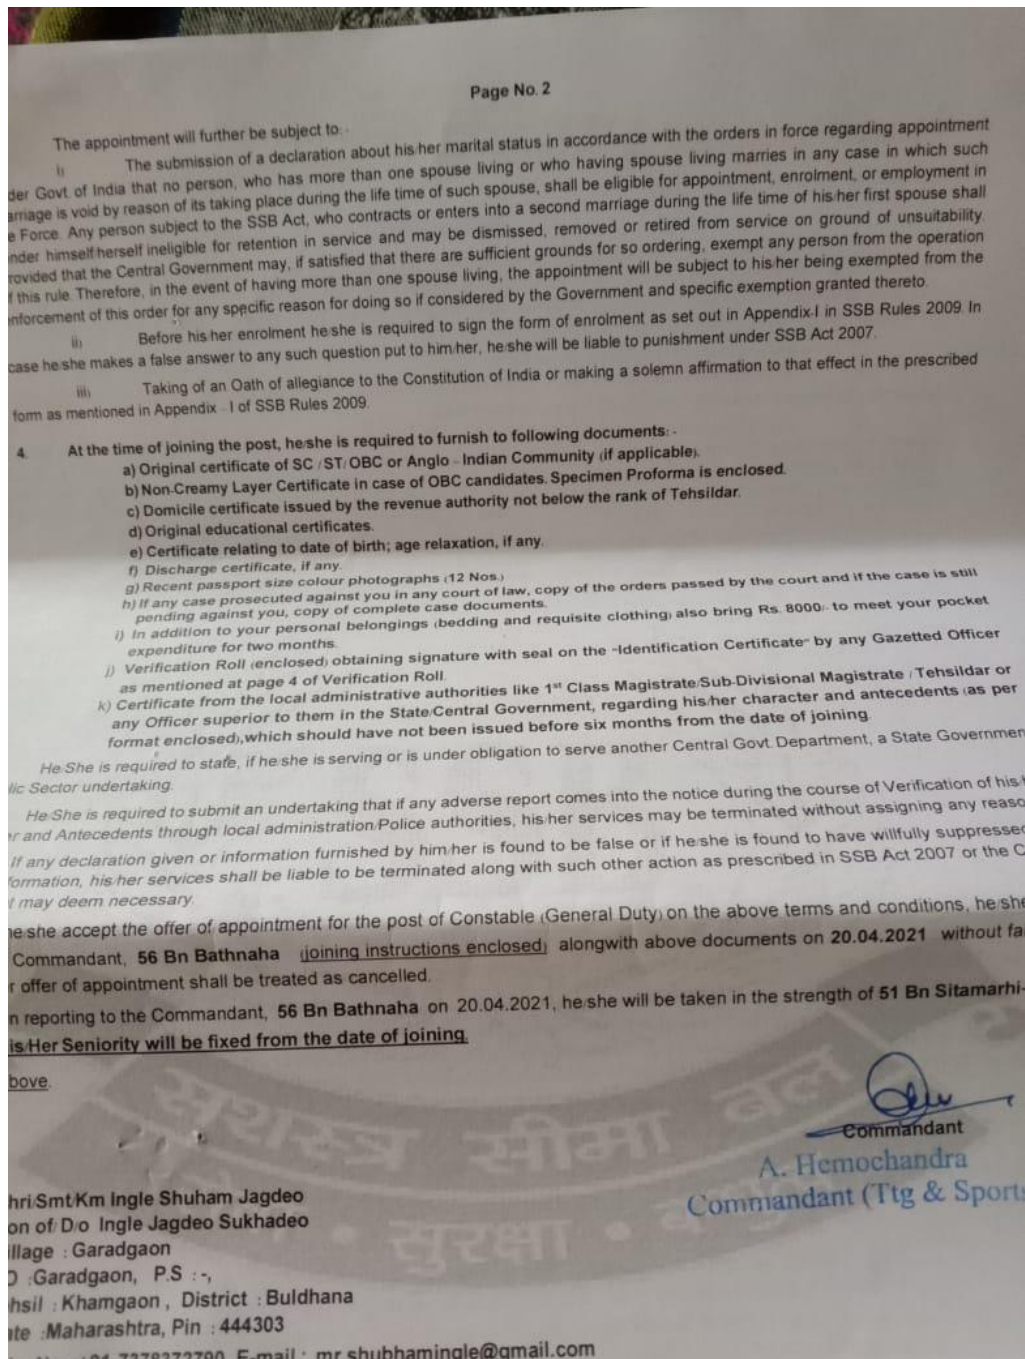 Page No. 2
The appointment will further be subject to: -
i) The submission of a declaration about his/her marital status in accordance with the orders in force regarding appointment
der Govt. of India that no person, who has more than one spouse living or who having spouse living marries in any case in which such
arriage is void by reason of its taking place during the life time of such spouse, shall be eligible for appointment, enrolment, or employment in
e Force. Any person subject to the SSB Act, who contracts or enters into a second marriage during the life time of his/her first spouse shall
nder himself/herself ineligible for retention in service and may be dismissed, removed or retired from service on ground of unsuitability.
rovided that the Central Government may, if satisfied that there are sufficient grounds for so ordering, exempt any person from the operation
f this rule. Therefore, in the event of having more than one spouse living, the appointment will be subject to his/her being exempted from the
enforcement of this order for any specific reason for doing so if considered by the Government and specific exemption granted thereto.
ii) Before his/her enrolment he/she is required to sign the form of enrolment as set out in Appendix-I in SSB Rules 2009. In
case he/she makes a false answer to any such question put to him/her, he/she will be liable to punishment under SSB Act 2007.
iii) Taking of an Oath of allegiance to the Constitution of India or making a solemn affirmation to that effect in the prescribed
form as mentioned in Appendix - I of SSB Rules 2009.
4. At the time of joining the post, he/she is required to furnish to following documents: -
a) Original certificate of SC / ST/ OBC or Anglo - Indian Community (if applicable).
b) Non-Creamy Layer Certificate in case of OBC candidates. Specimen Proforma is enclosed.
c) Domicile certificate issued by the revenue authority not below the rank of Tehsildar.
d) Original educational certificates.
e) Certificate relating to date of birth; age relaxation, if any.
f) Discharge certificate, if any.
g) Recent passport size colour photographs (12 Nos.)
h) If any case prosecuted against you in any court of law, copy of the orders passed by the court and if the case is still
pending against you, copy of complete case documents.
i) In addition to your personal belongings (bedding and requisite clothing) also bring Rs. 8000/- to meet your pocket
expenditure for two months.
j) Verification Roll (enclosed) obtaining signature with seal on the "Identification Certificate" by any Gazetted Officer
as mentioned at page 4 of Verification Roll.
k) Certificate from the local administrative authorities like 1st Class Magistrate/Sub-Divisional Magistrate / Tehsildar or
any Officer superior to them in the State/Central Government, regarding his/her character and antecedents (as per
format enclosed),which should have not been issued before six months from the date of joining.
He/She is required to state, if he/she is serving or is under obligation to serve another Central Govt. Department, a State Governmen
lic Sector undertaking.
He/She is required to submit an undertaking that if any adverse report comes into the notice during the course of Verification of his/
er and Antecedents through local administration/Police authorities, his/her services may be terminated without assigning any reaso
If any declaration given or information furnished by him/her is found to be false or if he/she is found to have willfully suppressed
formation, his/her services shall be liable to be terminated along with such other action as prescribed in SSB Act 2007 or the C
t may deem necessary.
he/she accept the offer of appointment for the post of Constable (General Duty) on the above terms and conditions, he/she
Commandant, 56 Bn Bathnaha (joining instructions enclosed) alongwith above documents on 20.04.2021 without fa
r offer of appointment shall be treated as cancelled.
n reporting to the Commandant, 56 Bn Bathnaha on 20.04.2021, he/she will be taken in the strength of 51 Bn Sitamarhi-
is/Her Seniority will be fixed from the date of joining.
bove.
सशस्त्र सीमा बल
सुरक्षा
Commandant
A. Hemochandra
Commandant (Ttg & Sports
hri/Smt/Km Ingle Shuham Jagdeo
on of/ D/o Ingle Jagdeo Sukhadeo
illage : Garadgaon
O :Garadgaon, P.S :-,
hsil : Khamgaon , District : Buldhana
ate :Maharashtra, Pin : 444303
E-mail : mr.shubhamingle@gmail.com